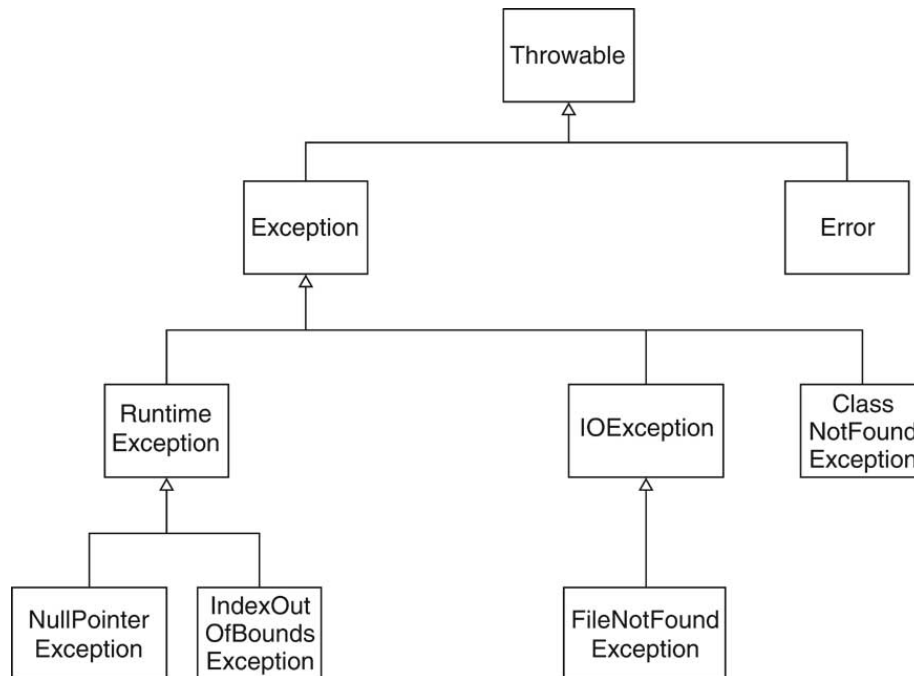 Throwable
Exception
Error
Runtime
Exception
IOException
Class
NotFound
Exception
NullPointer
Exception
IndexOut
OfBounds
Exception
FileNotFound
Exception